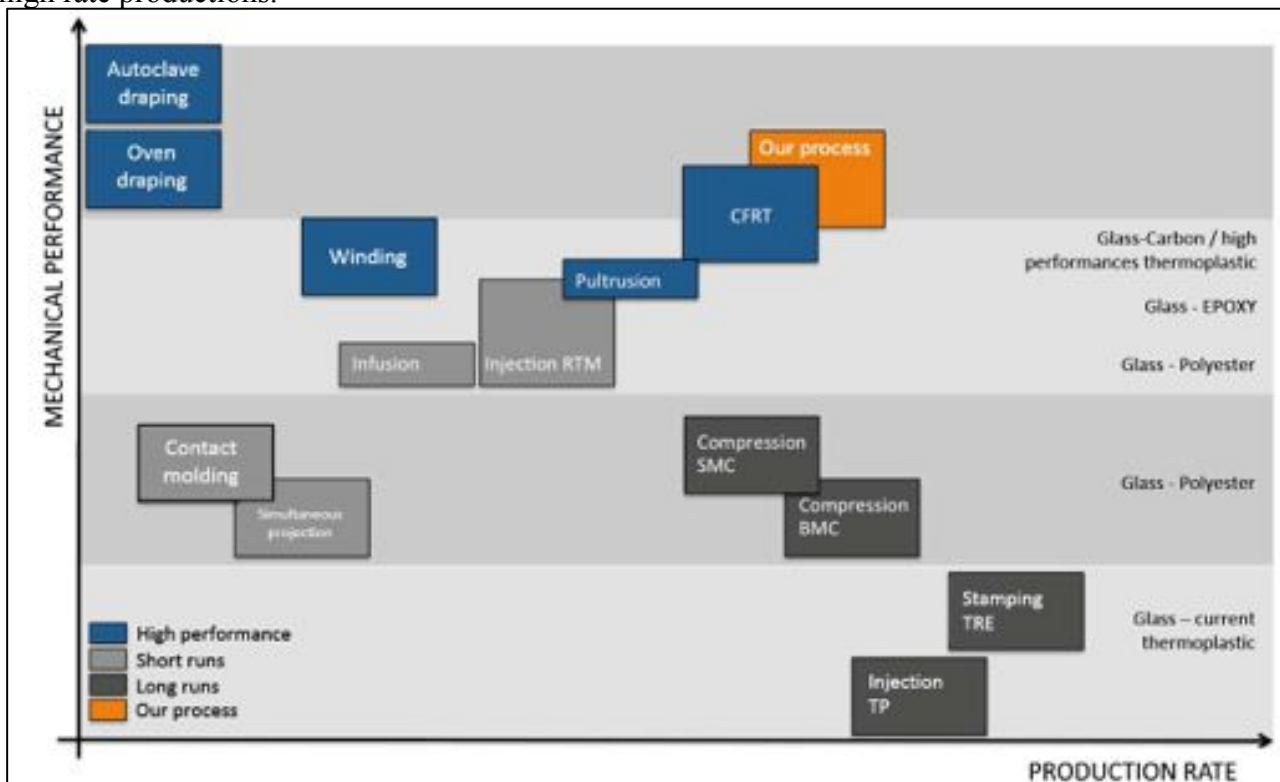 high rate productions.
MECHANICAL PERFORMANCE
Autoclave
draping
Oven
draping
Our process
CFRT
Winding
Pultrusion
Infusion
Injection RTM
Glass-Carbon / high
performances thermoplastic
Glass - EPOXY
Glass - Polyester
Contact
molding
Simultaneous
projection
Compression
SMC
Compression
BMC
Glass - Polyester
Stamping
TRE
Injection
TP
Glass – current
thermoplastic
High performance
Short runs
Long runs
Our process
PRODUCTION RATE